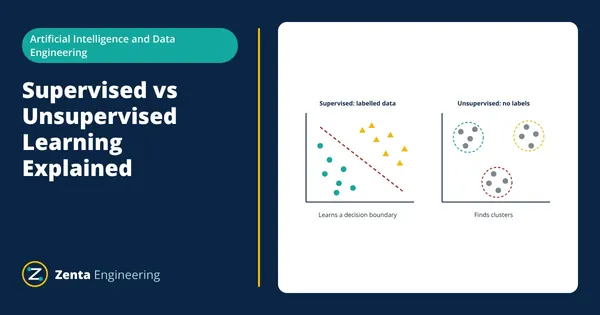 Artificial Intelligence and Data
Engineering
Supervised vs
Unsupervised
Learning
Explained
Zenta Engineering
Supervised: labelled data
Unsupervised: no labels
Learns a decision boundary
Finds clusters